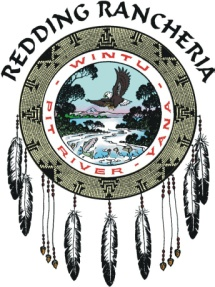 REDDING RANCHERIA
WINTU
PIT RIVER YANA